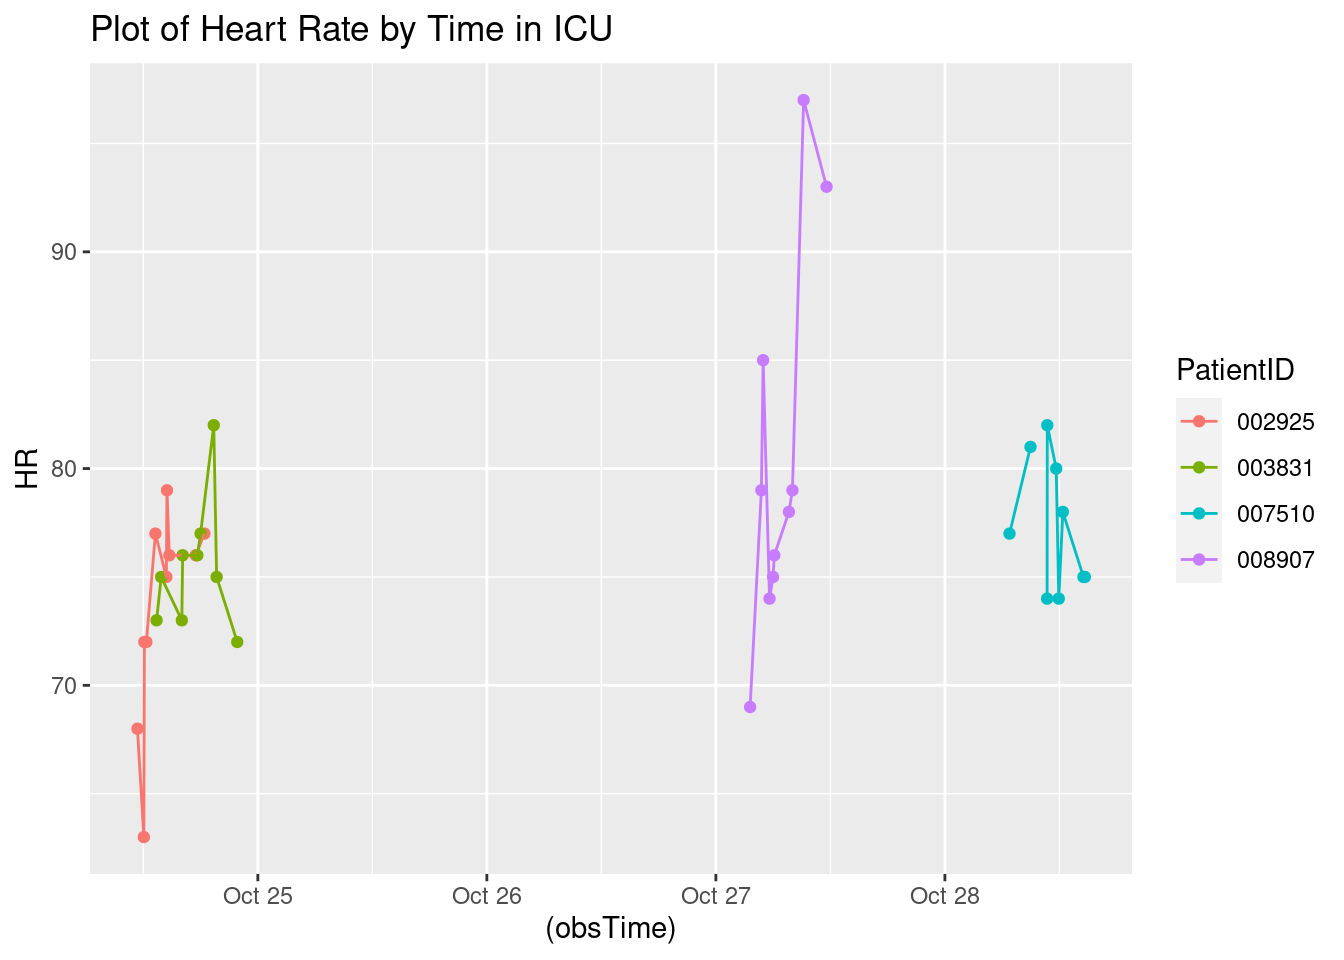 Plot of Heart Rate by Time in ICU
HR
90
80
70
Oct 25
Oct 26
Oct 27
Oct 28
(obsTime)
PatientID
002925
003831
007510
008907